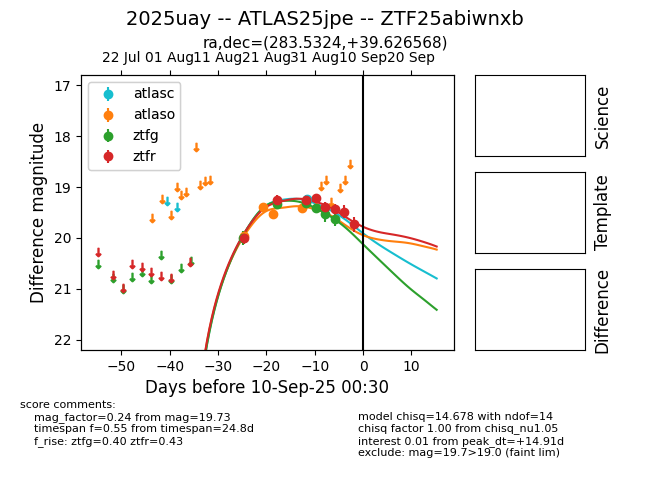 2025uay -- ATLAS25jpe -- ZTF25abiwnxb
ra,dec=(283.5324,+39.626568)
22 Jul 01 Aug11 Aug21 Aug31 Aug10 Sep20 Sep
17
18
19
20
21
22
Difference magnitude
atlasc
atlaso
ztfg
ztfr
−50 −40 −30 −20 −10 0 10
Days before 10-Sep-25 00:30
Science
Template
Difference
score comments:
mag_factor=0.24 from mag=19.73
timespan f=0.55 from timespan=24.8d
f_rise: ztfg=0.40 ztfr=0.43
model chisq=14.678 with ndof=14
chisq factor 1.00 from chisq_nu1.05
interest 0.01 from peak_dt=+14.91d
exclude: mag=19.7>19.0 (faint lim)